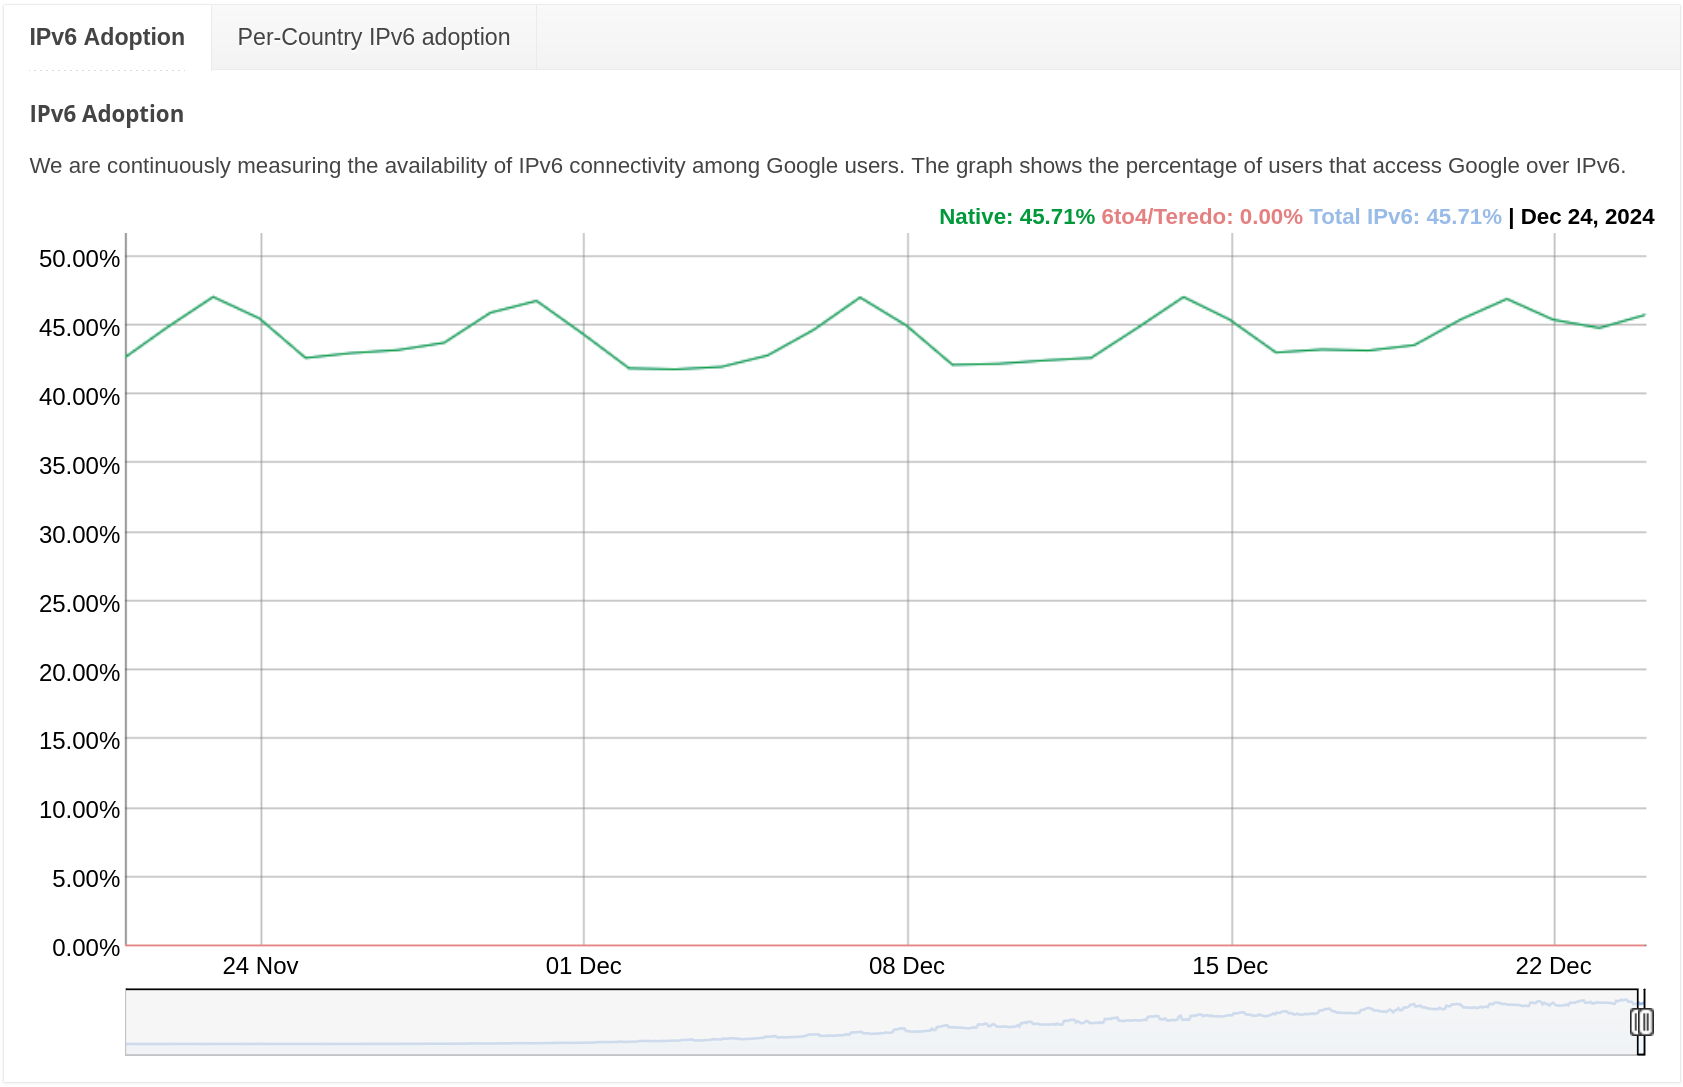 IPv6 Adoption
Per-Country IPv6 adoption
IPv6 Adoption
We are continuously measuring the availability of IPv6 connectivity among Google users. The graph shows the percentage of users that access Google over IPv6.
Native: 45.71% 6to4/Teredo: 0.00% Total IPv6: 45.71% | Dec 24, 2024
50.00%
45.00%
40.00%
35.00%
30.00%
25.00%
20.00%
15.00%
10.00%
5.00%
0.00%
24 Nov 01 Dec 08 Dec 15 Dec 22 Dec